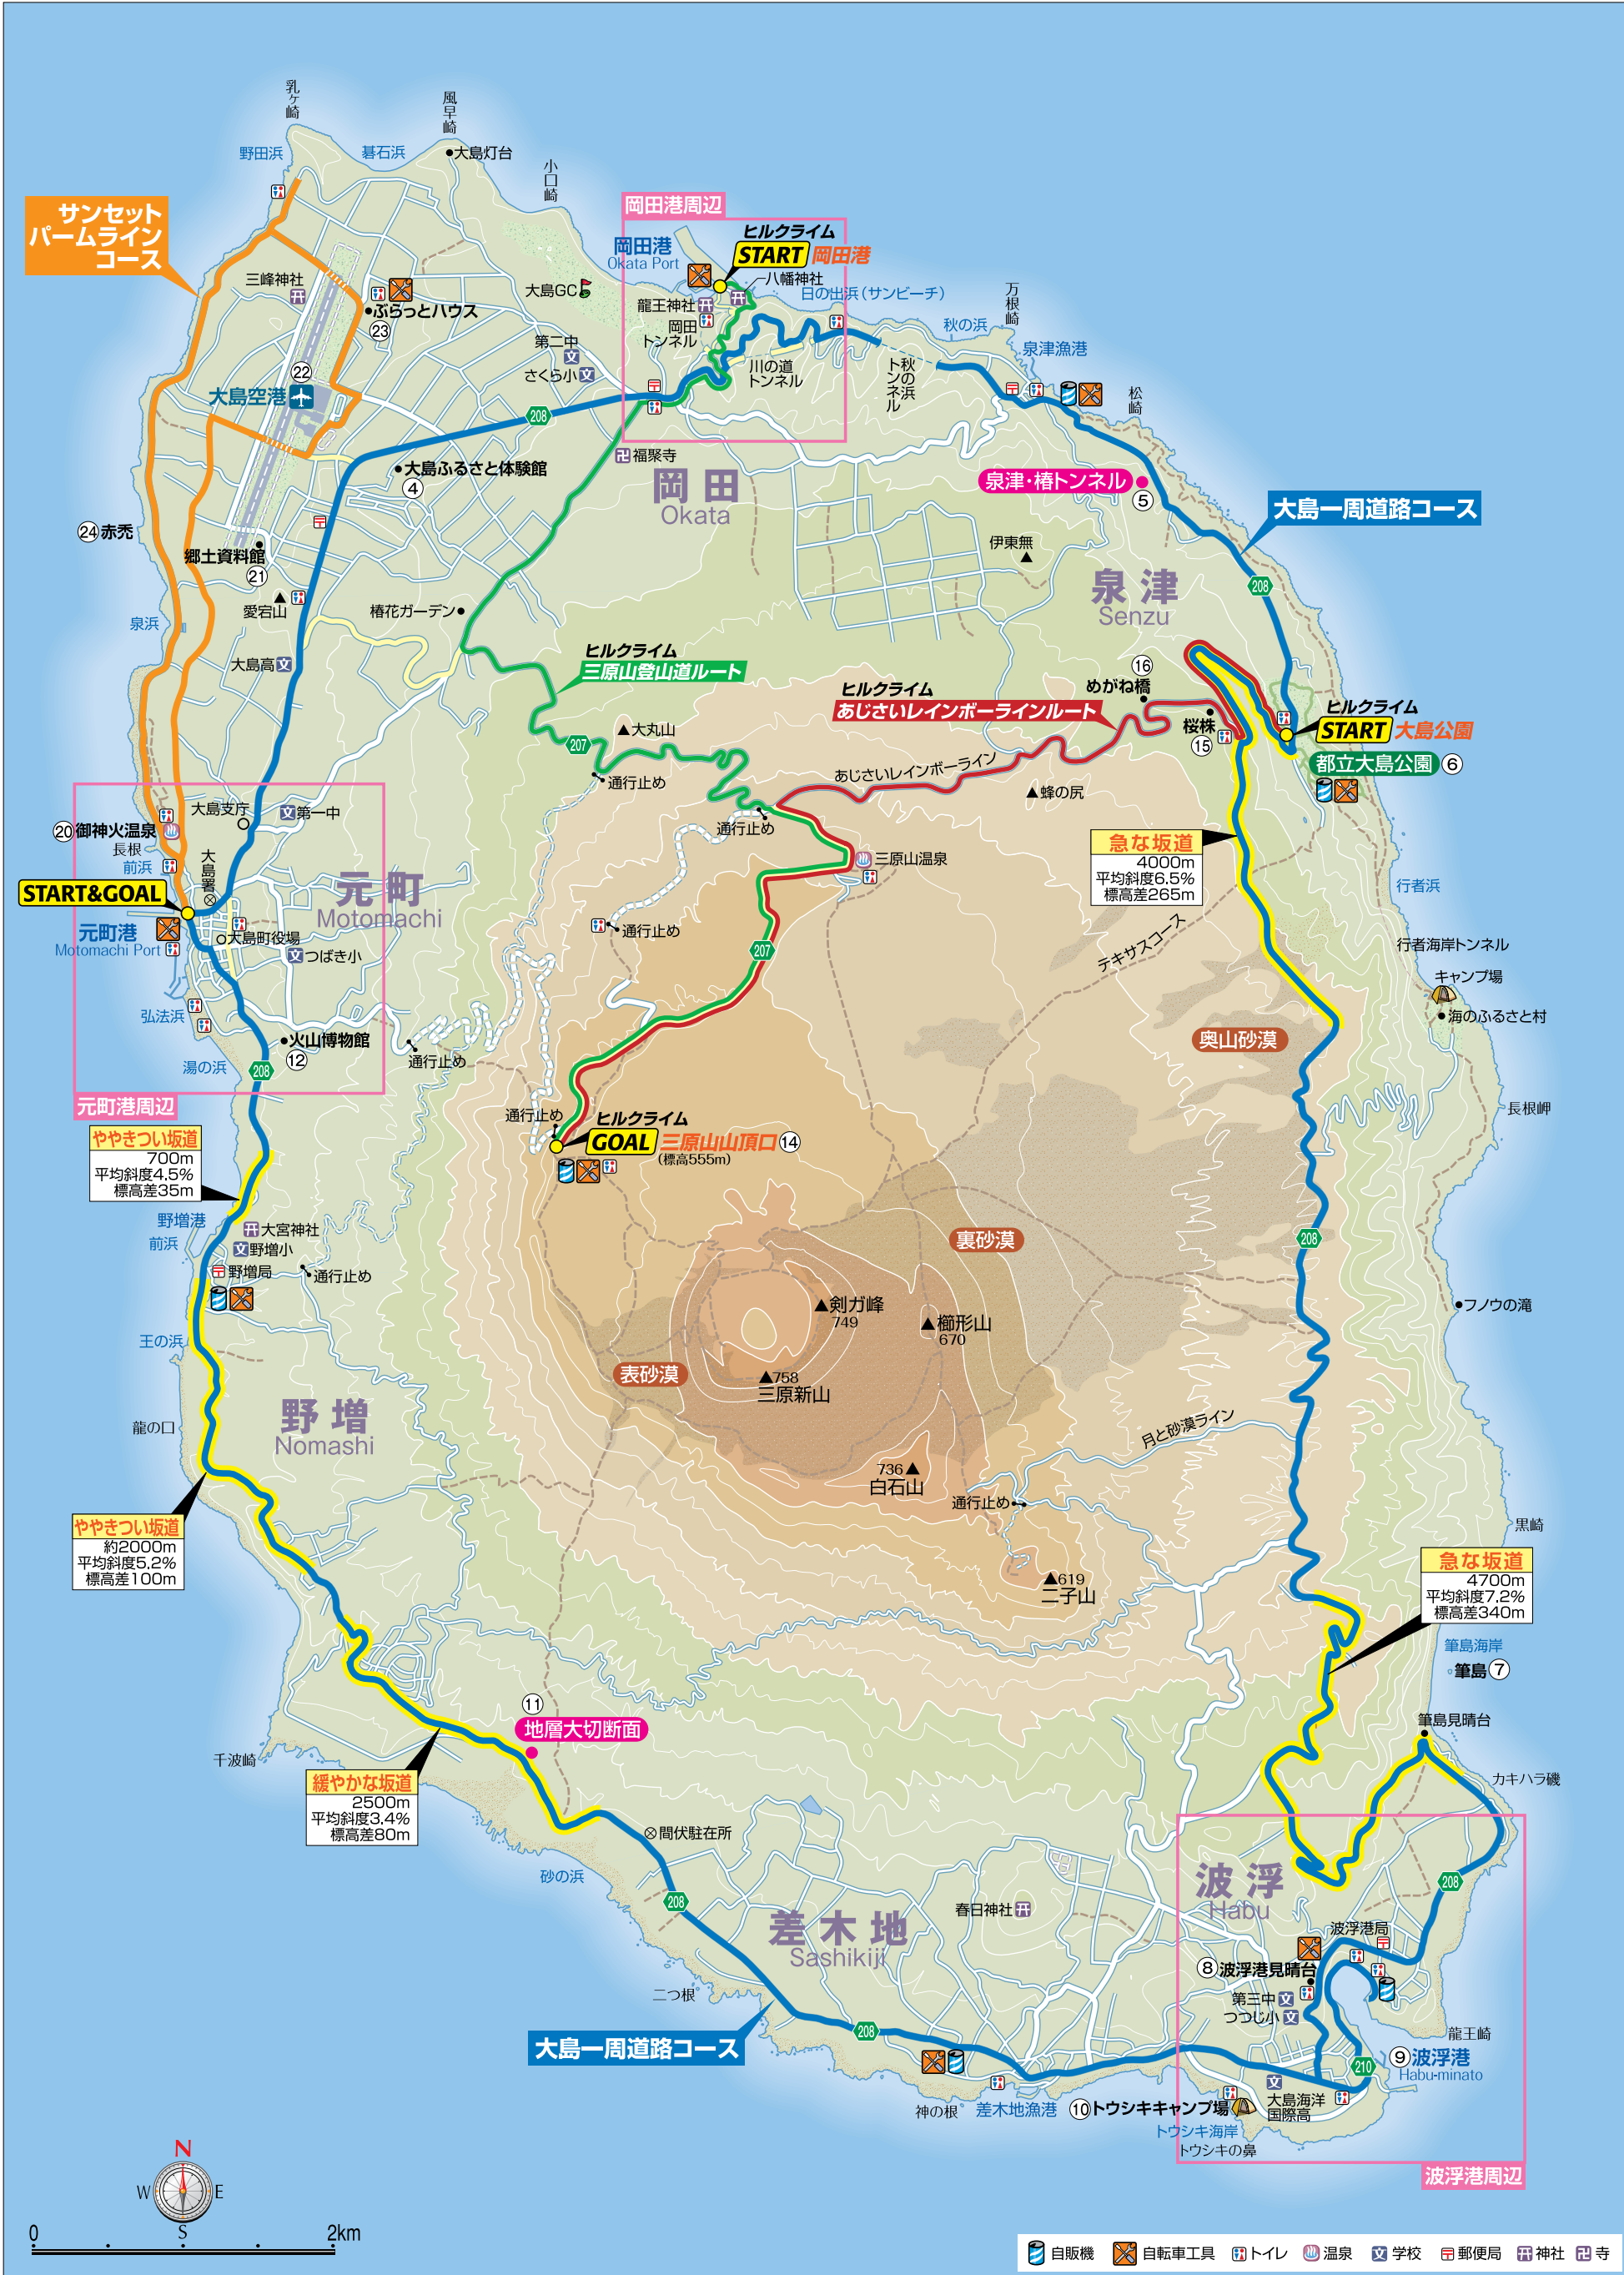 乳ヶ崎
風早崎
野田浜
碁石浜
大島灯台
小口崎
サンセット
パームライン
コース
岡田港周辺
ヒルクライム
START 岡田港
岡田港
Okata Port
八幡神社
三峰神社
大島GC
龍王神社
日の出浜(サンビーチ)
万根崎
ぶらっとハウス
23
岡田
トンネル
秋の浜
泉津漁港
第二中
さくら小
川の道
トンネル
秋の浜
トンネル
松崎
22
大島空港
208
大島ふるさと体験館
4
福聚寺
岡田
Okata
泉津・椿トンネル
5
大島一周道路コース
24 赤禿
郷土資料館
21
伊東無
泉津
Senzu
208
愛宕山
椿花ガーデン
泉浜
大島高
ヒルクライム
三原山登山道ルート
16
めがね橋
ヒルクライム
あじさいレインボーラインルート
桜株
15
ヒルクライム
START 大島公園
都立大島公園 6
大丸山
207
通行止め
あじさいレインボーライン
蜂の尻
大島支庁
第一中
通行止め
20 御神火温泉
長根
前浜
大島署
三原山温泉
急な坂道
4000m
平均斜度6.5%
標高差265m
行者浜
START&GOAL
元町
Motomachi
元町港
Motomachi Port
大島町役場
つばき小
通行止め
207
テキサスコース
行者海岸トンネル
キャンプ場
海のふるさと村
弘法浜
火山博物館
12
湯の浜
208
通行止め
奥山砂漠
元町港周辺
長根岬
通行止め
ヒルクライム
GOAL 三原山山頂口 14
(標高555m)
ややきつい坂道
700m
平均斜度4.5%
標高差35m
野増港
前浜
大宮神社
野増小
野増局
通行止め
裏砂漠
208
剣ガ峰
749
櫛形山
670
フノウの滝
王の浜
表砂漠
758
三原新山
龍の口
野増
Nomashi
月と砂漠ライン
736
白石山
通行止め
黒崎
ややきつい坂道
約2000m
平均斜度5.2%
標高差100m
619
二子山
急な坂道
4700m
平均斜度7.2%
標高差340m
筆島海岸
筆島 7
11
地層大切断面
筆島見晴台
千波崎
緩やかな坂道
2500m
平均斜度3.4%
標高差80m
カキハラ磯
間伏駐在所
砂の浜
208
差木地
Sashikiji
春日神社
波浮
Habu
208
波浮港局
8 波浮港見晴台
第三中
つつじ小
二つ根
龍王崎
大島一周道路コース
208
210
9 波浮港
Habu-minato
神の根
差木地漁港
10 トウシキキャンプ場
大島海洋
国際高
トウシキ海岸
トウシキの鼻
波浮港周辺
N
W
E
S
0
2km
自販機
自転車工具
トイレ
温泉
学校
郵便局
神社
寺